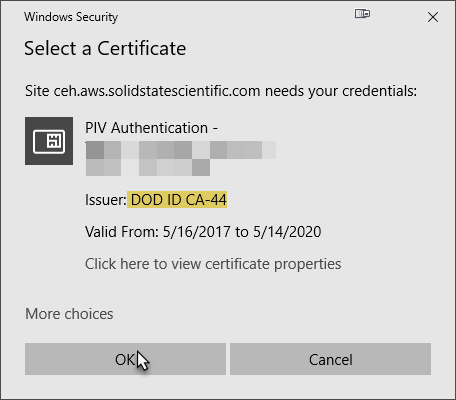 Windows Security
Select a Certificate
Site ceh.aws.solidstatescientific.com needs your credentials:
PIV Authentication -
Issuer: DOD ID CA-44
Valid From: 5/16/2017 to 5/14/2020
Click here to view certificate properties
More choices
OK
Cancel